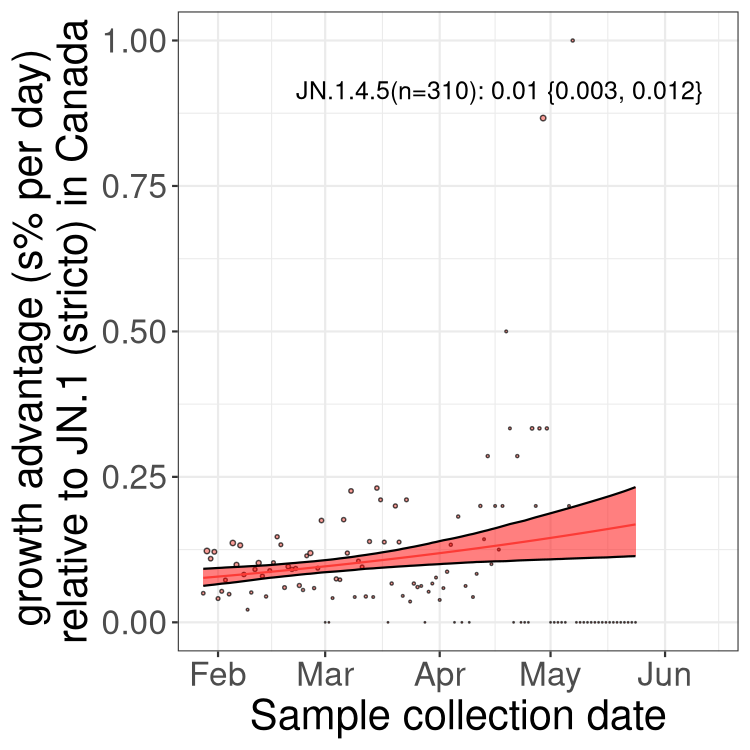 growth advantage (s% per day)
relative to JN.1 (stricto) in Canada
1.00
0.75
0.50
0.25
0.00
JN.1.4.5(n=310): 0.01 {0.003, 0.012}
Feb Mar Apr May Jun
Sample collection date